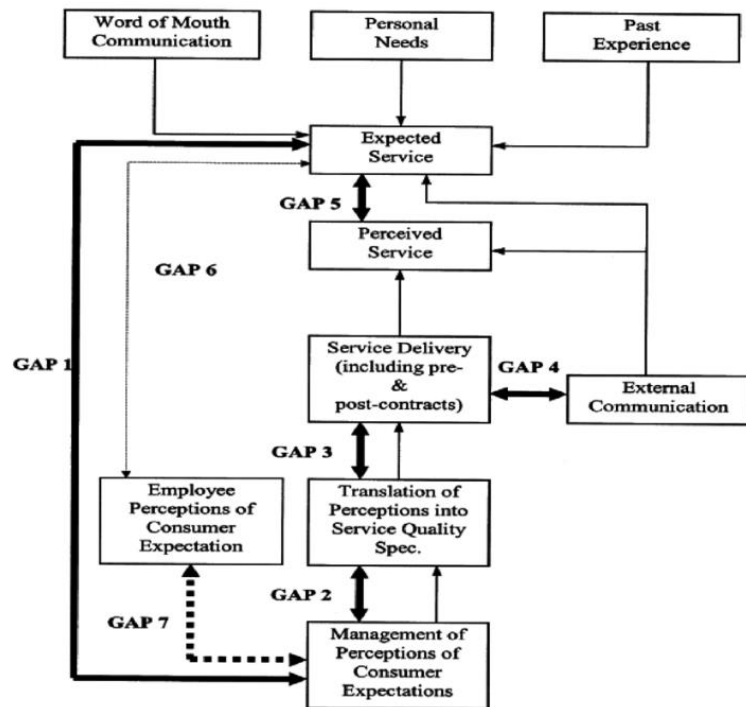 Word of Mouth
Communication
Personal
Needs
Past
Experience
Expected
Service
GAP 5
Perceived
Service
GAP 6
GAP 1
Service Delivery
(including pre-
&
post-contracts)
GAP 4
External
Communication
GAP 3
Employee
Perceptions of
Consumer
Expectation
Translation of
Perceptions into
Service Quality
Spec.
GAP 2
GAP 7
Management of
Perceptions of
Consumer
Expectations